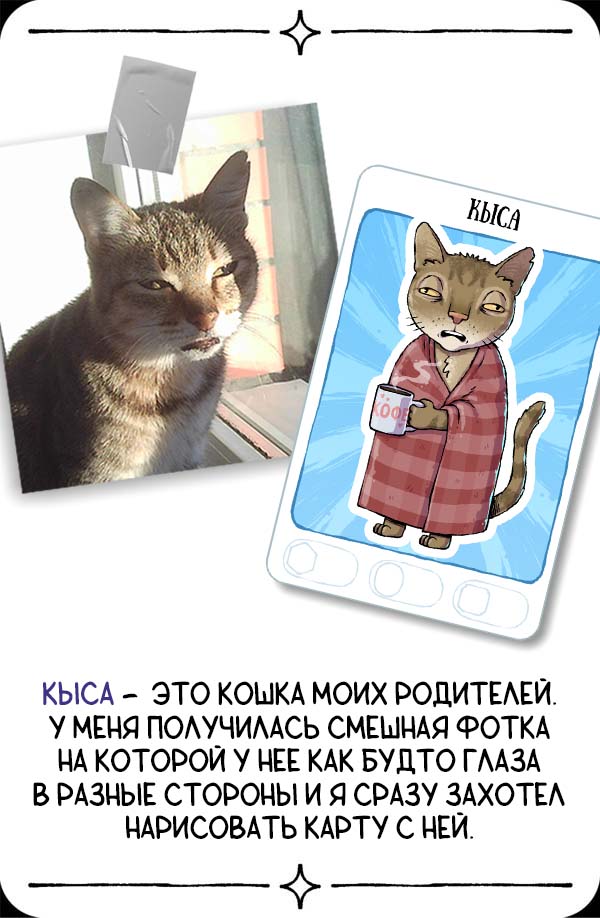 КЫСА
КОФЕ
КЫСА – ЭТО КОШКА МОИХ РОДИТЕЛЕЙ.
У МЕНЯ ПОЛУЧИЛАСЬ СМЕШНАЯ ФОТКА
НА КОТОРОЙ У НЕЕ КАК БУДТО ГЛАЗА
В РАЗНЫЕ СТОРОНЫ И Я СРАЗУ ЗАХОТЕЛ
НАРИСОВАТЬ КАРТУ С НЕЙ.